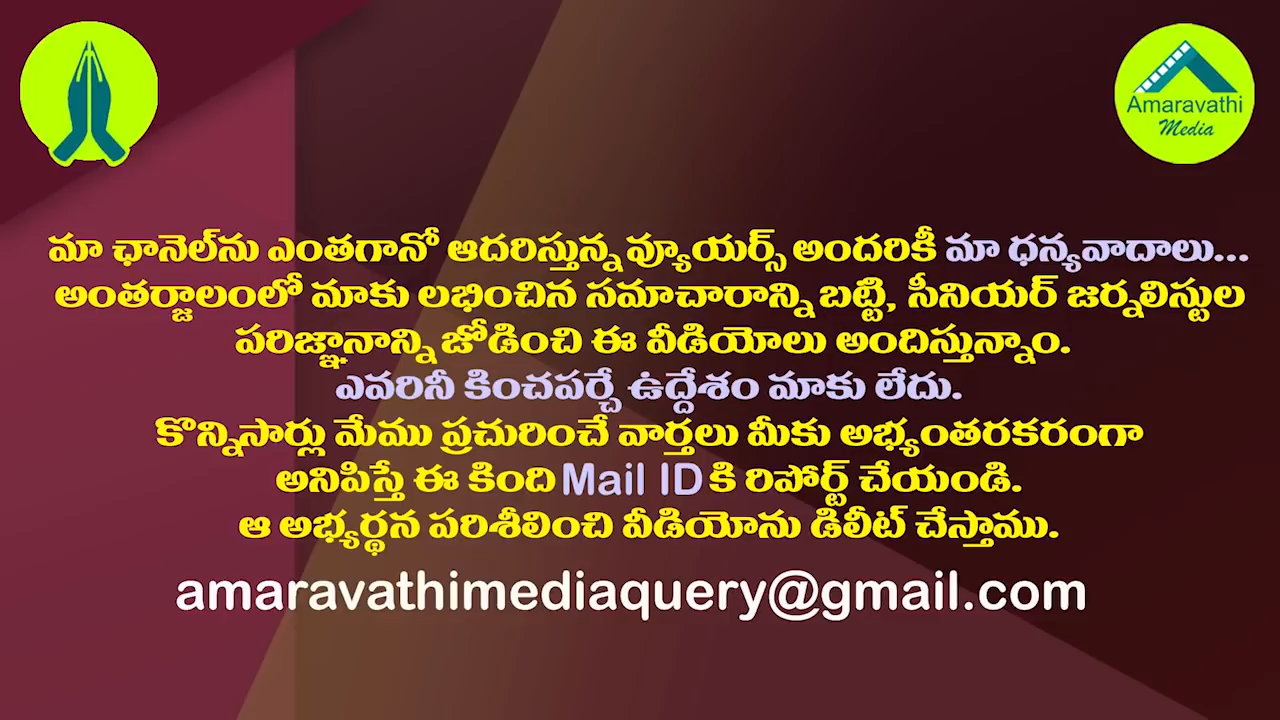 Amaravathi
Media
మా ఛానెల్‌ను ఎంతగానో ఆదరిస్తున్న వ్యూయర్స్ అందరికీ మా ధన్యవాదాలు...
అంతర్జాలంలో మాకు లభించిన సమాచారాన్ని బట్టి, సీనియర్ జర్నలిస్టుల
పరిజ్ఞానాన్ని జోడించి ఈ వీడియోలు అందిస్తున్నాం.
ఎవరినీ కించపర్చే ఉద్దేశం మాకు లేదు.
కొన్నిసార్లు మేము ప్రచురించే వార్తలు మీకు అభ్యంతరకరంగా
అనిపిస్తే ఈ కింది Mail ID కి రిపోర్ట్ చేయండి.
ఆ అభ్యర్థన పరిశీలించి వీడియోను డిలీట్ చేస్తాము.
amaravathimediaquery@gmail.com